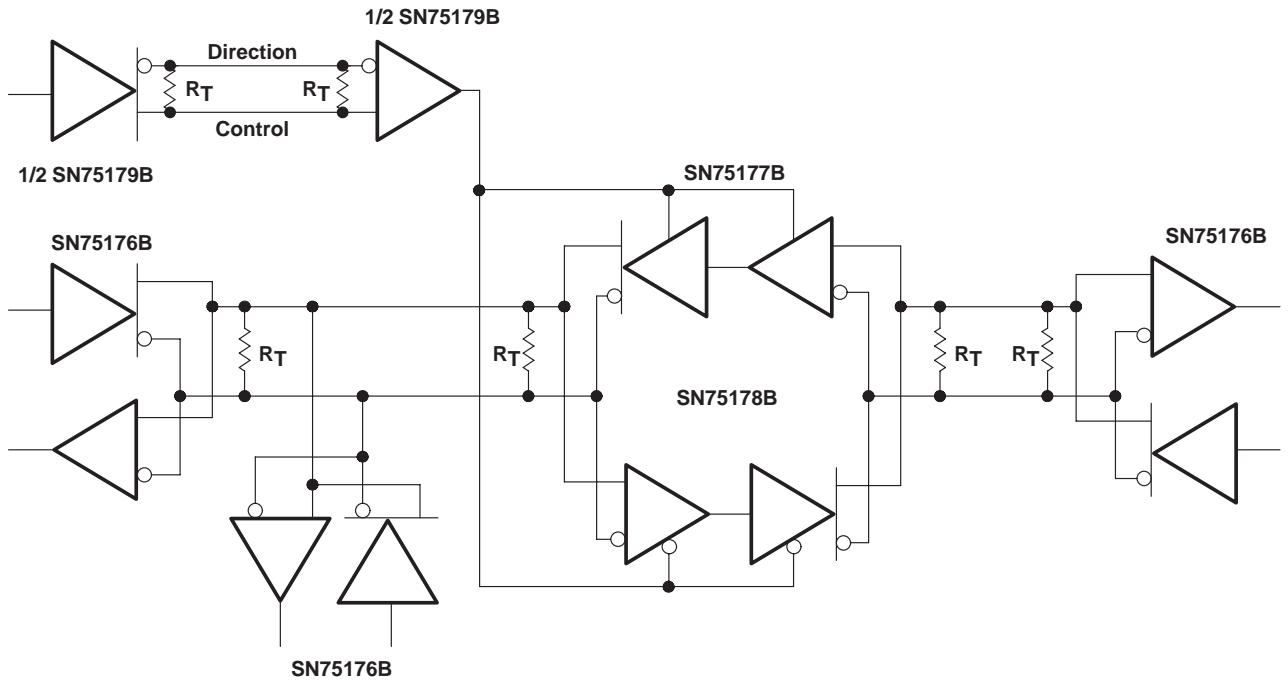 1/2 SN75179B
Direction
RT
RT
Control
1/2 SN75179B
SN75177B
SN75176B
SN75176B
RT
RT
RT
RT
SN75178B
SN75176B